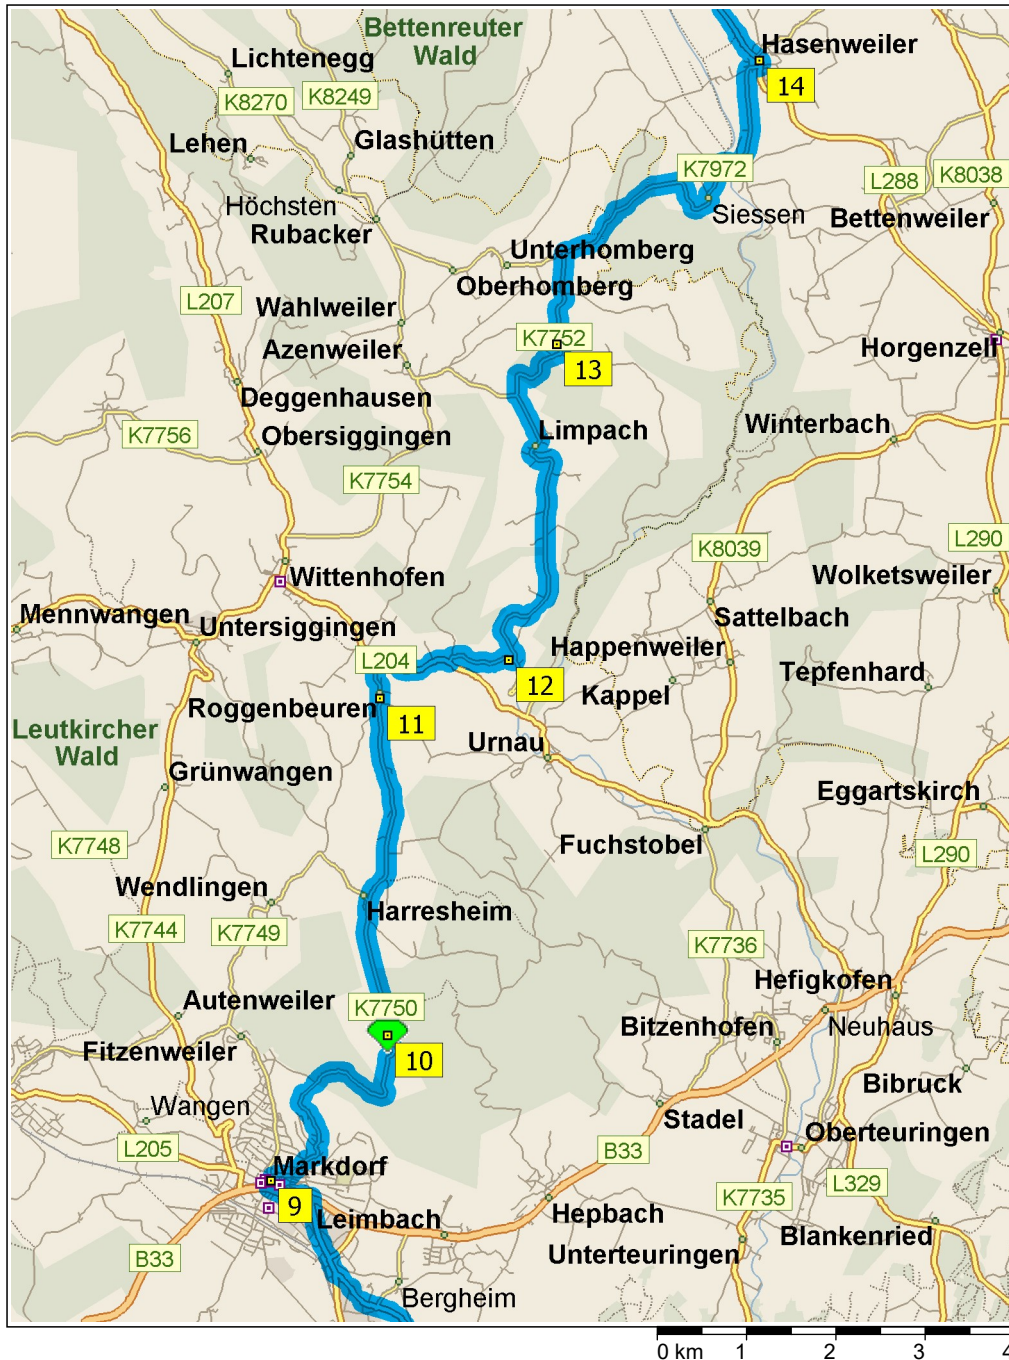 Bettenreuter
Wald
Hasenweiler
14
Lichtenegg
K8270
K8249
Lehen
Glashütten
K7972
L288
K8038
Höchsten
Rubacker
Siessen
Bettenweiler
Unterhomberg
Oberhomberg
L207
Wahlweiler
Azenweiler
K7752
13
Horgenzell
Deggenhausen
K7756
Obersiggingen
Limpach
Winterbach
K7754
L290
K8039
Wittenhofen
Wolketsweiler
Mennwangen
Untersiggingen
Sattelbach
L204
Happenweiler
12
Kappel
Tepfenhard
Roggenbeuren
11
Leutkircher
Wald
Urnau
Grünwangen
Eggartskirch
K7748
Fuchstobel
L290
Wendlingen
Harresheim
K7744
K7749
K7736
Hefigkofen
Autenweiler
K7750
Bitzenhofen
Neuhaus
Fitzenweiler
10
Bibruck
Wangen
Stadel
Oberteuringen
L205
B33
Markdorf
9
K7735
L329
Leimbach
Hepbach
Blankenried
B33
Unterteuringen
Bergheim
0 km 1 2 3 4